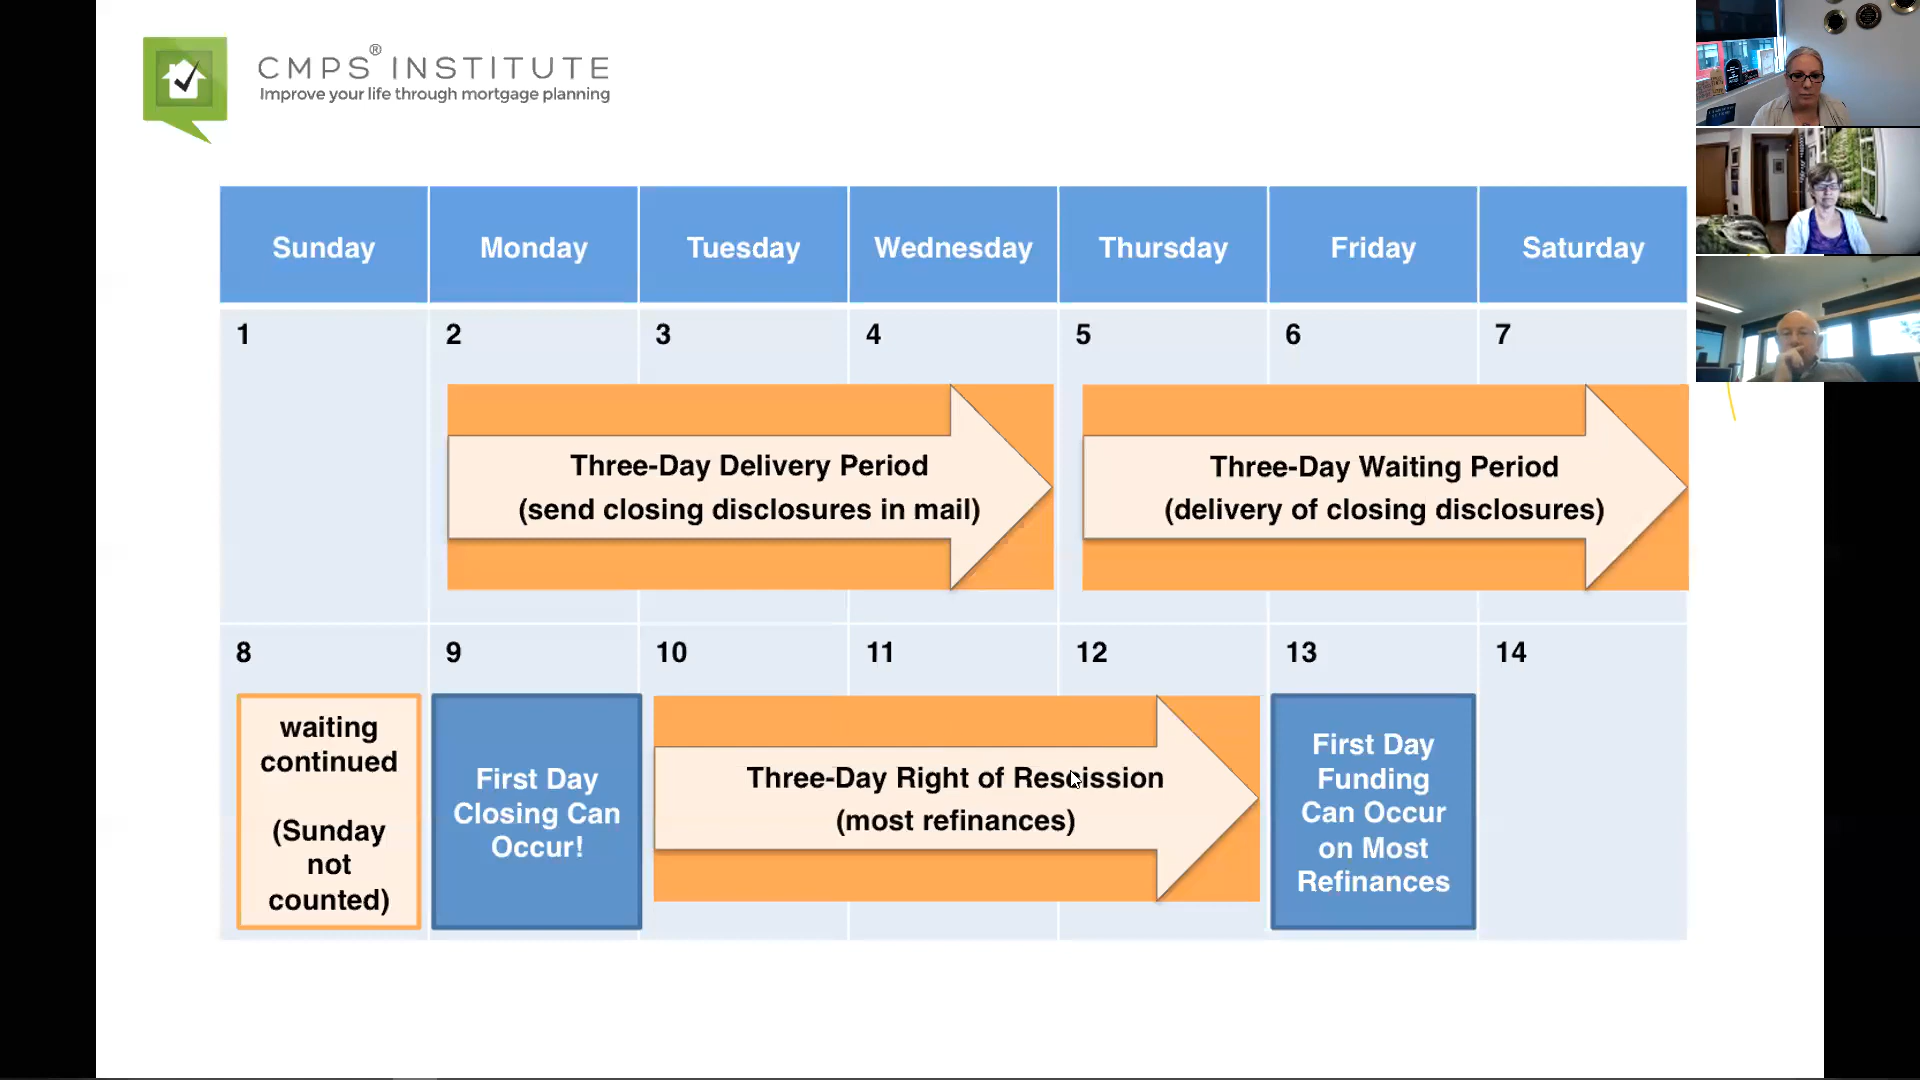 CMPS® INSTITUTE
Improve your life through mortgage planning
Sunday
Monday
Tuesday
Wednesday
Thursday
Friday
Saturday
1
2
3
4
5
6
7
Three-Day Delivery Period
(send closing disclosures in mail)
Three-Day Waiting Period
(delivery of closing disclosures)
8
9
10
11
12
13
14
waiting
continued
(Sunday
not
counted)
First Day
Closing Can
Occur!
Three-Day Right of Rescission
(most refinances)
First Day
Funding
Can Occur
on Most
Refinances